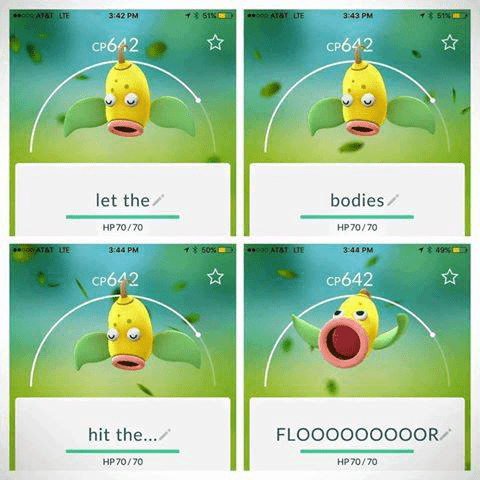 AT&T LTE 3:42 PM 51%
CP642
let the
HP 70 / 70
AT&T LTE 3:43 PM 51%
CP642
bodies
HP 70 / 70
AT&T LTE 3:44 PM 50%
CP642
hit the...
HP 70 / 70
AT&T LTE 3:44 PM 49%
CP642
FLOOOOOOOOOR
HP 70 / 70